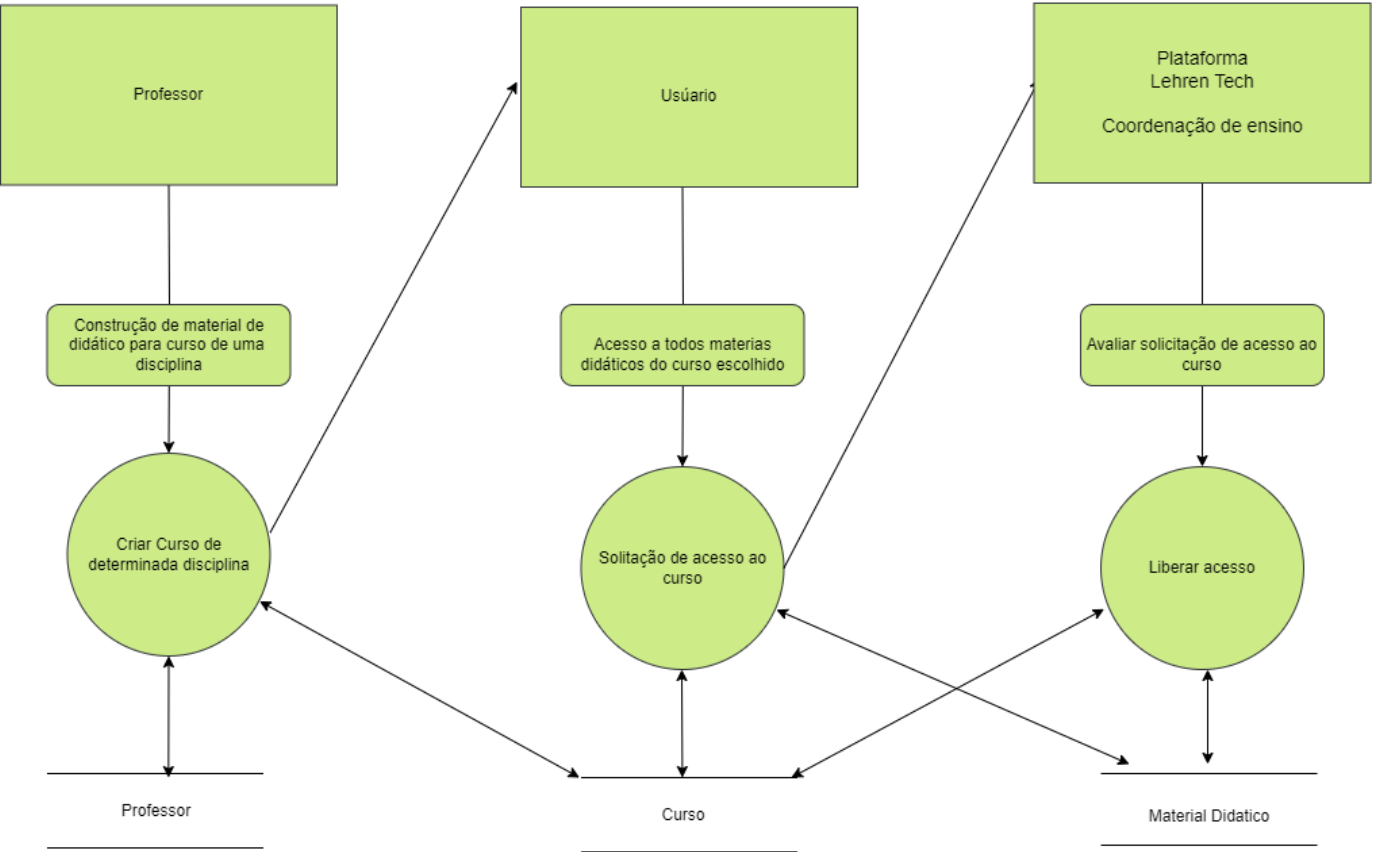 Professor
Usúario
Plataforma
Lehren Tech
Coordenação de ensino
Construção de material de
didático para curso de uma
disciplina
Acesso a todos materias
didáticos do curso escolhido
Avaliar solicitação de acesso ao
curso
Criar Curso de
determinada disciplina
Solitação de acesso ao
curso
Liberar acesso
Professor
Curso
Material Didatico